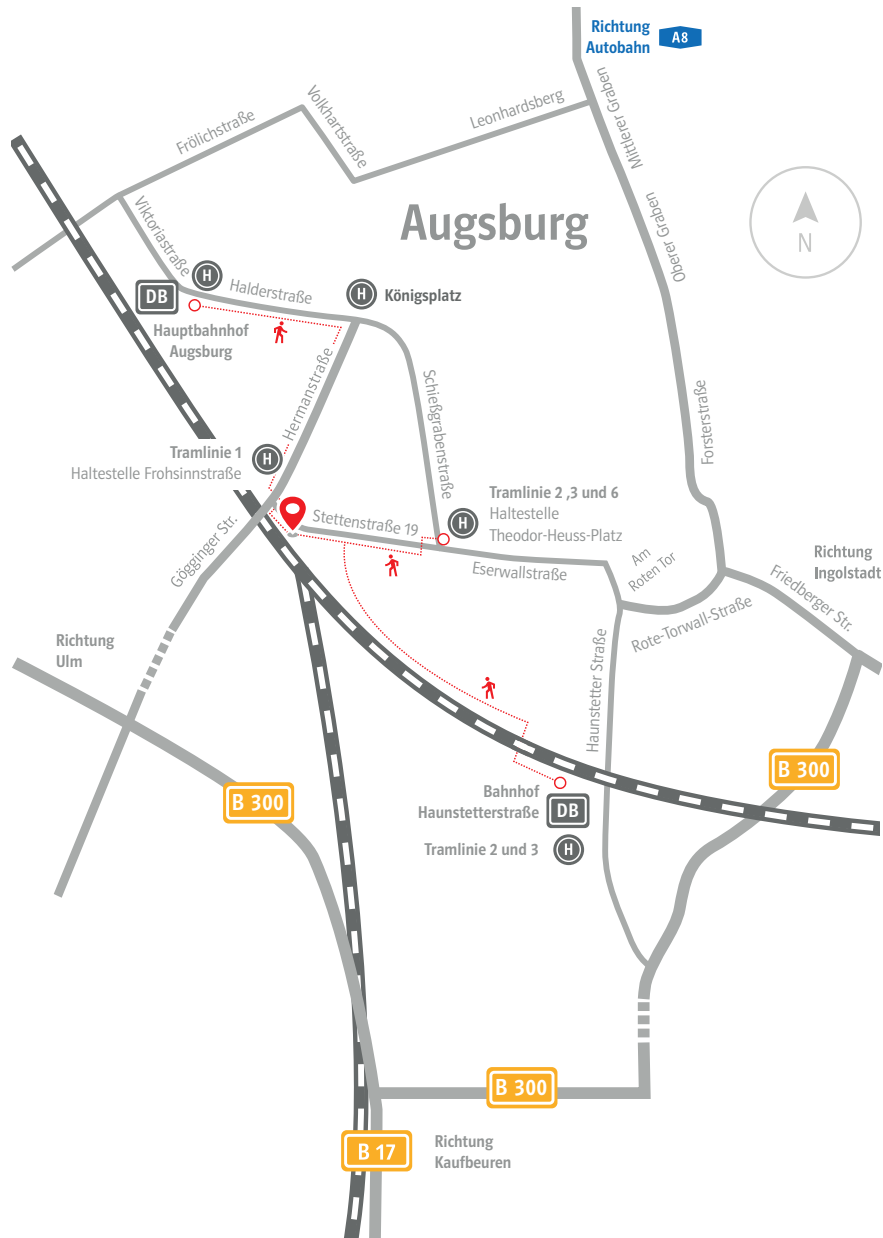 Richtung
Autobahn
A8
Mittlerer Graben
Leonhardsberg
Volkhartstraße
Frölichstraße
Augsburg
N
Viktoriastraße
Oberer Graben
H
Halderstraße
H
Königsplatz
DB
Hauptbahnhof
Augsburg
Hermanstraße
Schießgrabenstraße
Forsterstraße
Tramlinie 1
Haltestelle Frohsinnstraße
H
Tramlinie 2 ,3 und 6
Haltestelle
Theodor-Heuss-Platz
H
Stettenstraße 19
Gögginger Str.
Eserwallstraße
Am
Roten Tor
Richtung
Ingolstadt
Friedberger Str.
Rote-Torwall-Straße
Richtung
Ulm
Haunstetter Straße
B 300
B 300
Bahnhof
Haunstetterstraße
DB
Tramlinie 2 und 3
H
B 300
B 17
Richtung
Kaufbeuren